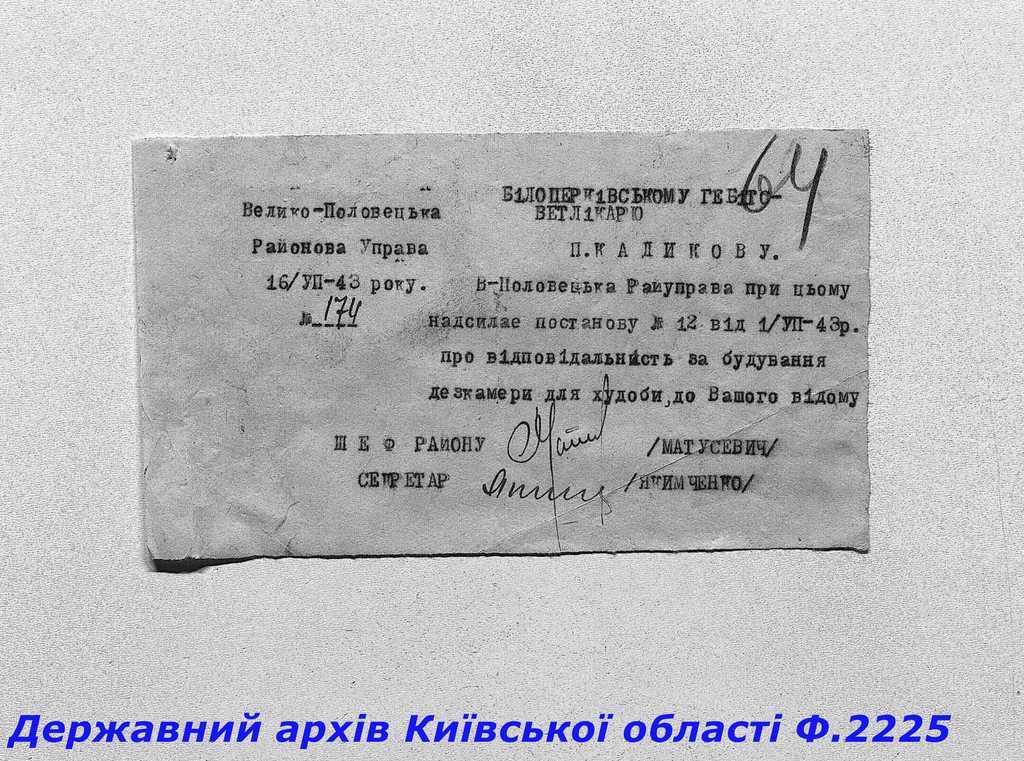 64
Велико-Половецька
Районова Управа
16/УП-43 року.
№ 174
БІЛОЦЕРКІВСЬКОМУ ГЕБІТС-
ВЕТЛІКАРЮ
П.КАДИКОВУ.
В-Половецька Райуправа при цьому
надсилае постанову № 12 від 1/УП-43р.
про відповідальність за будування
дезкамери для худоби,до Вашого відому
ШЕФ РАЙОНУ /МАТУСЕВИЧ/
СЕКРЕТАР /ЯКИМЧЕНКО/
Державний архів Київської області Ф.2225